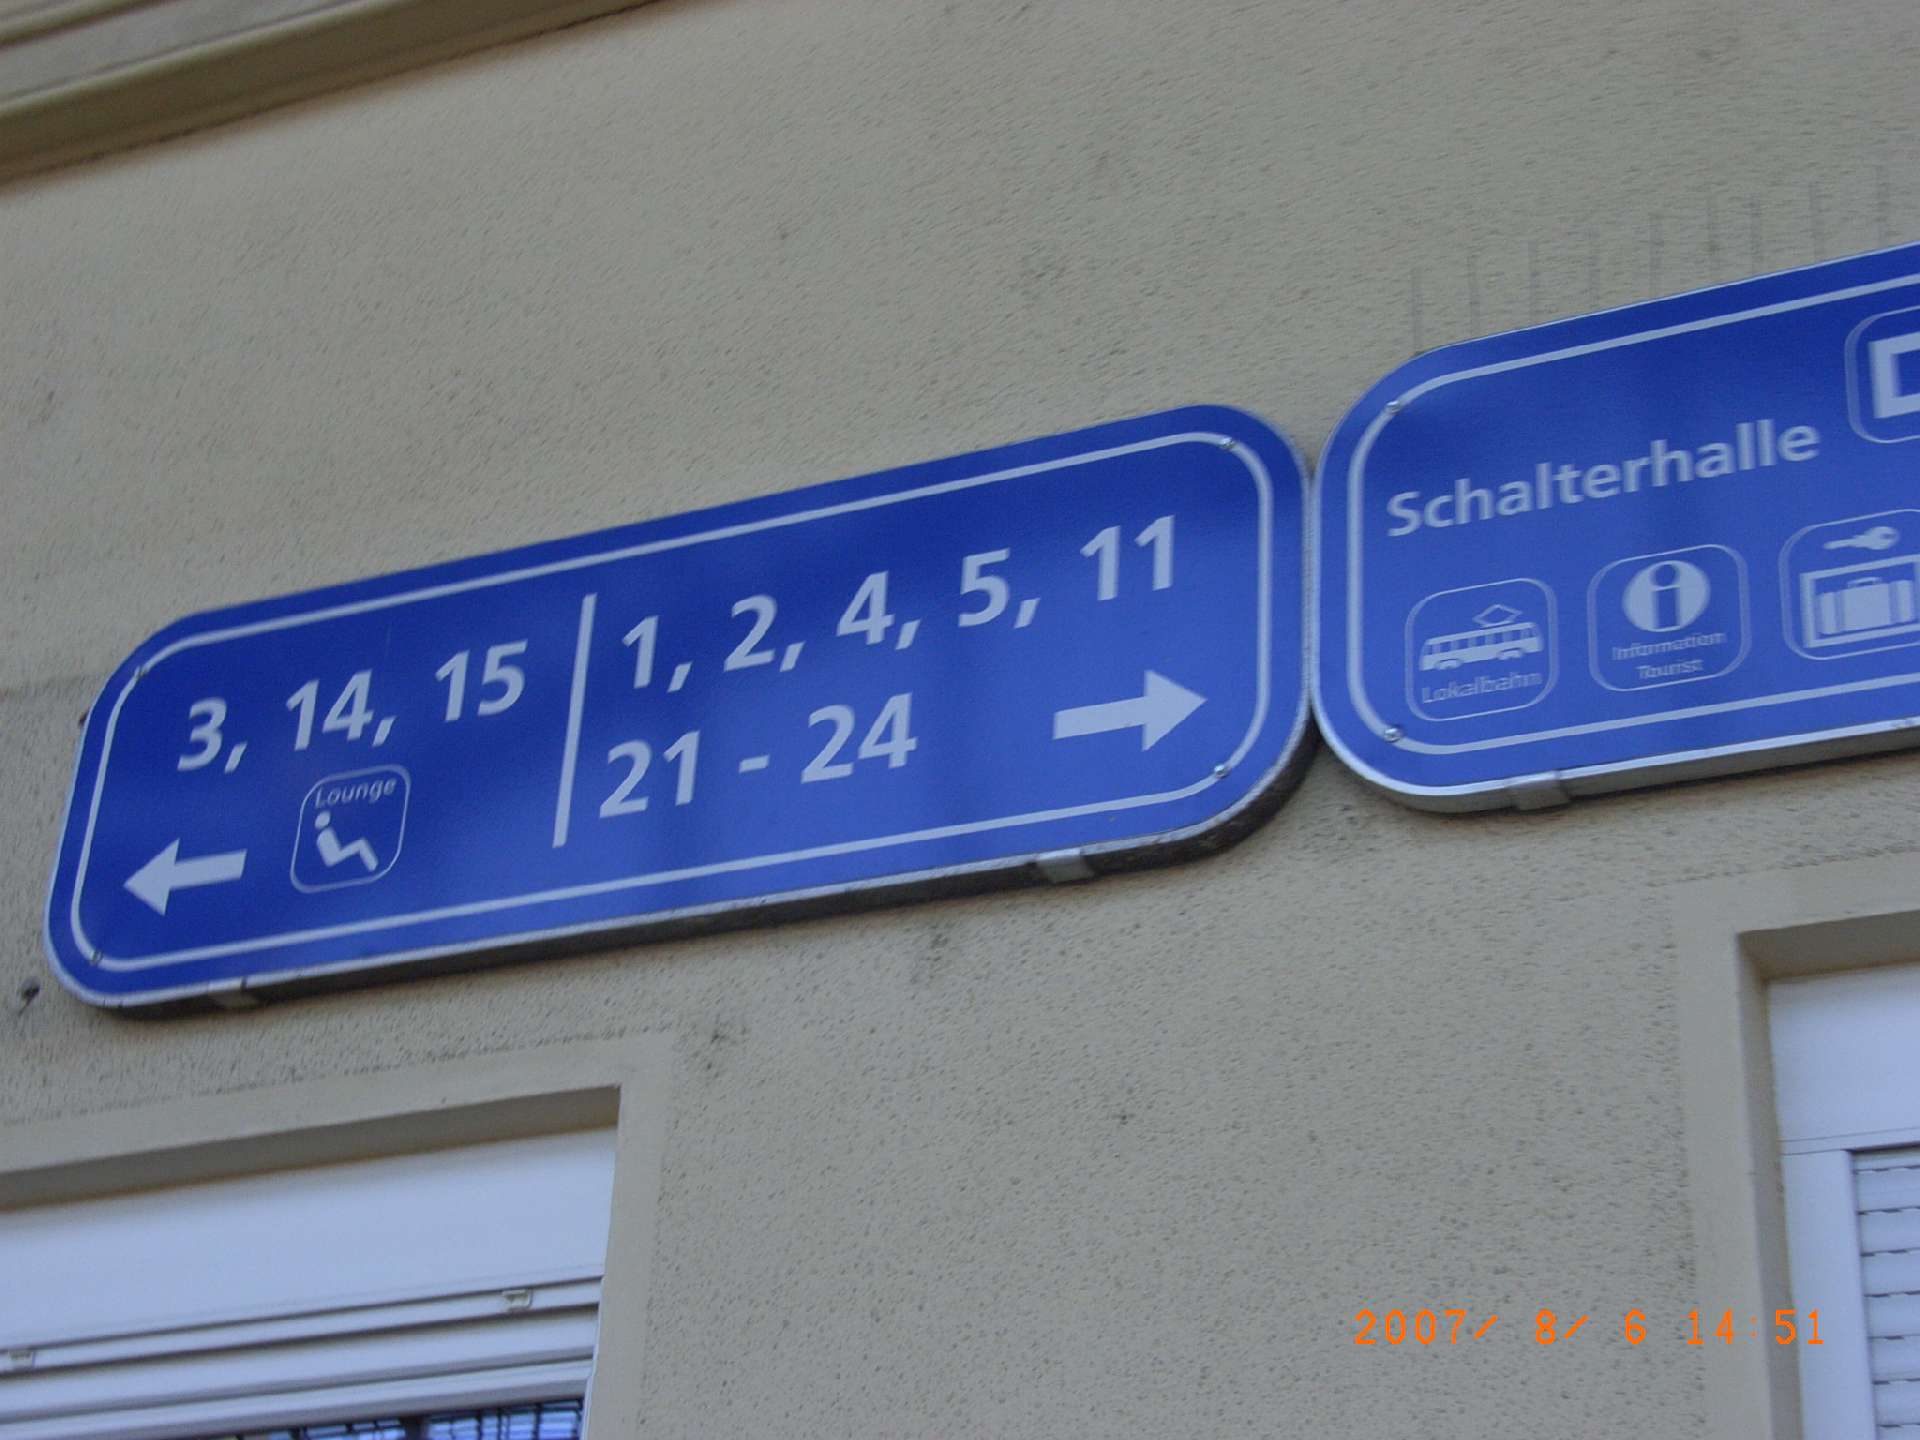 3, 14, 15
Lounge
1, 2, 4, 5, 11
21 - 24
Schalterhalle
Lokalbahn
Information
Tourist
2007/ 8/ 6 14:51